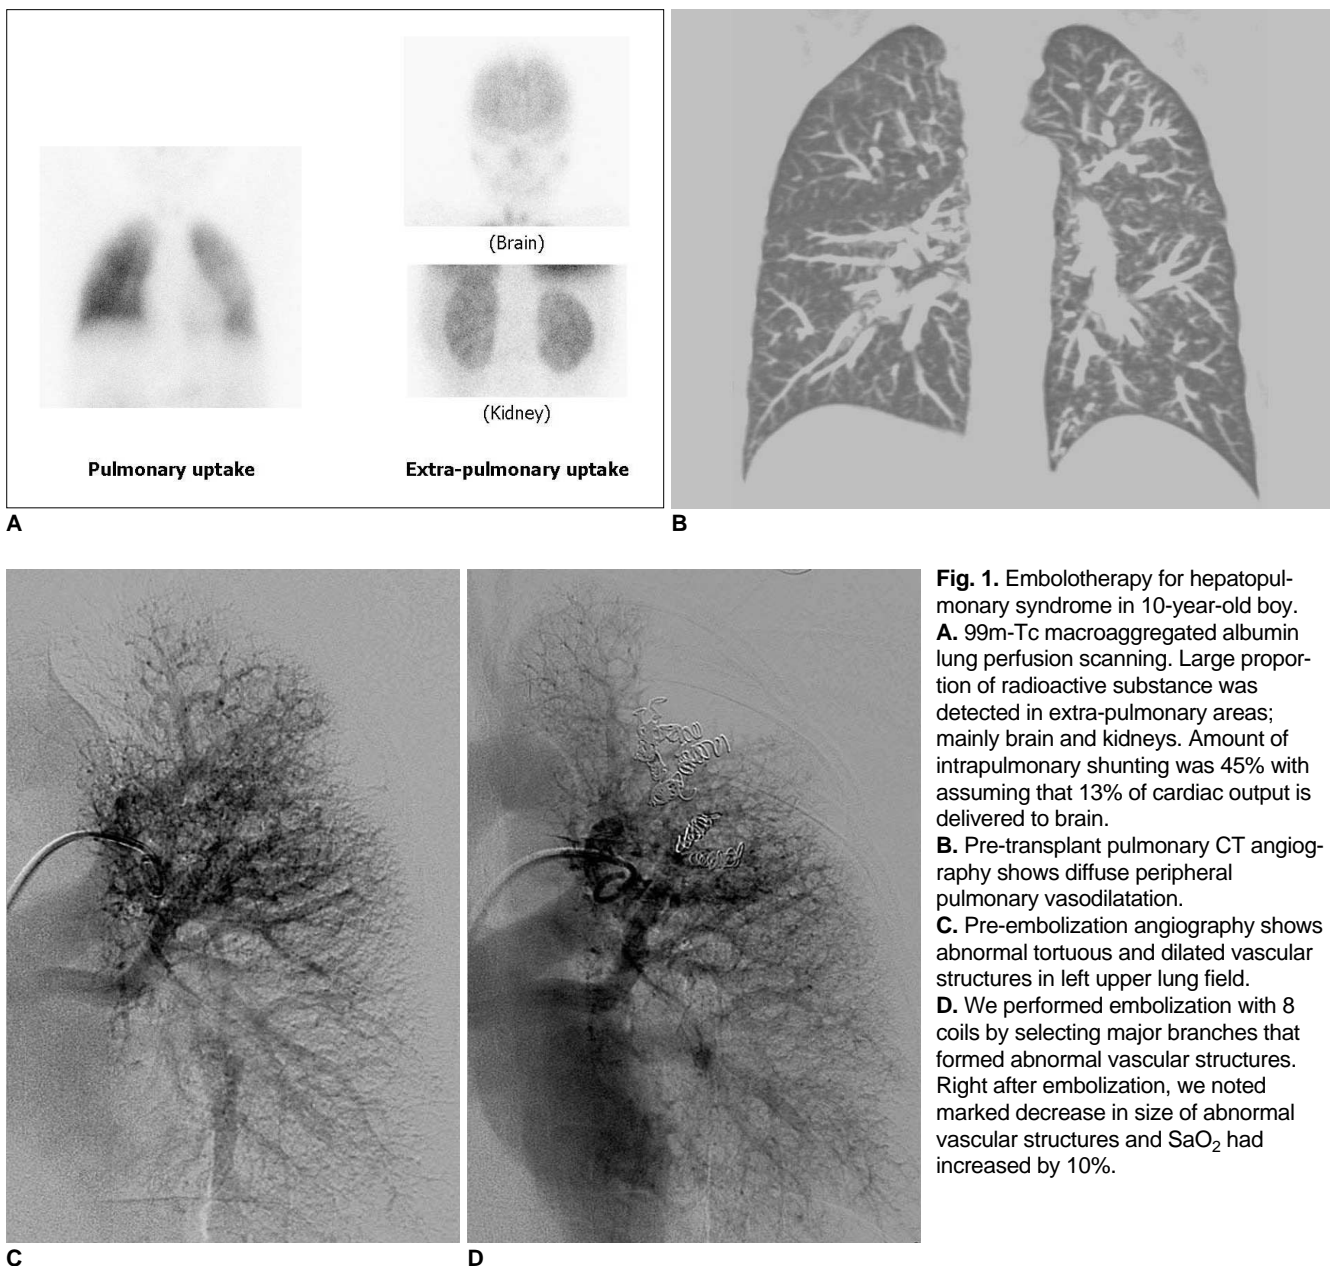 (Brain)
(Kidney)
Pulmonary uptake
Extra-pulmonary uptake
A
B
Fig. 1. Embolotherapy for hepatopul-
monary syndrome in 10-year-old boy.
A. 99m-Tc macroaggregated albumin
lung perfusion scanning. Large propor-
tion of radioactive substance was
detected in extra-pulmonary areas;
mainly brain and kidneys. Amount of
intrapulmonary shunting was 45% with
assuming that 13% of cardiac output is
delivered to brain.
B. Pre-transplant pulmonary CT angiog-
raphy shows diffuse peripheral
pulmonary vasodilatation.
C. Pre-embolization angiography shows
abnormal tortuous and dilated vascular
structures in left upper lung field.
D. We performed embolization with 8
coils by selecting major branches that
formed abnormal vascular structures.
Right after embolization, we noted
marked decrease in size of abnormal
vascular structures and SaO2 had
increased by 10%.
C
D